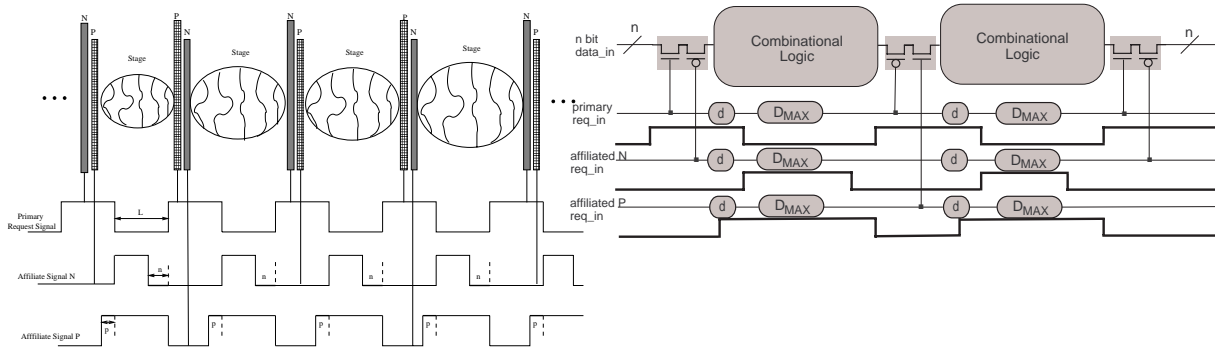 N P N P N P N P
Stage Stage Stage Stage
... ...
Primary
Request Signal
L
Affiliate Signal N
n n n n
Afffiliate Signal P
p p p p p
n bit
data_in
n
Combinational
Logic
Combinational
Logic
n
primary
req_in
d DMAX d DMAX
affiliated N
req_in
d DMAX d DMAX
affiliated P
req_in
d DMAX d DMAX